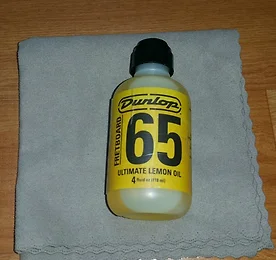 Dunlop
FRETBOARD
65
ULTIMATE LEMON OIL
4 fluid oz (118 ml)